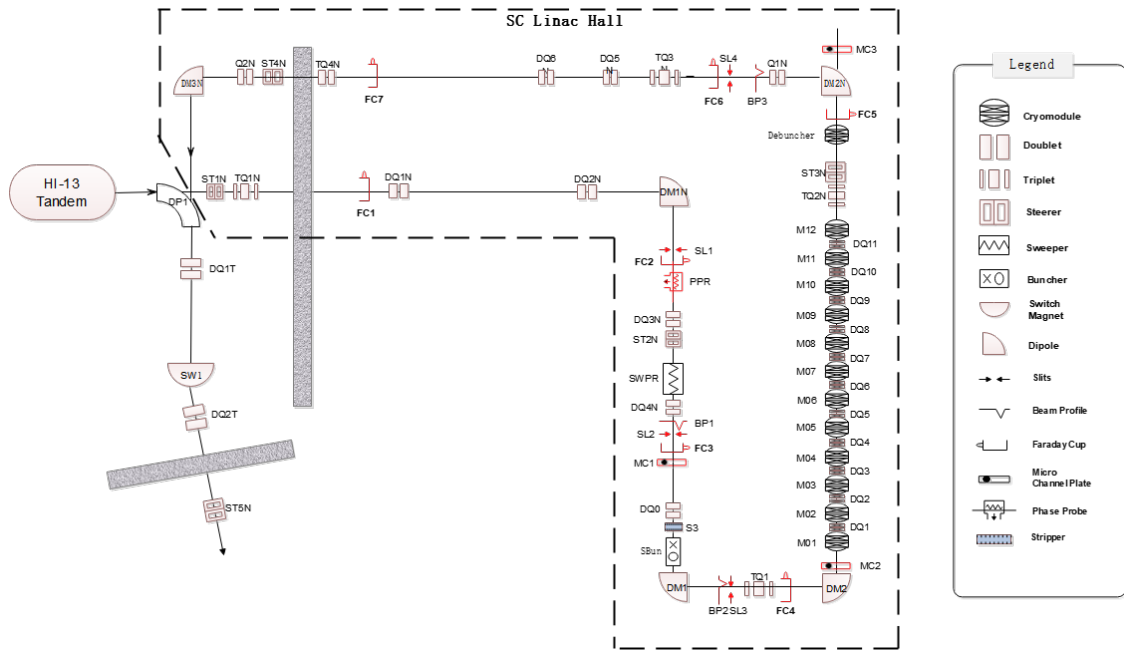 SC Linac Hall
Q2N
ST4N
TQ4N
DQ6
N
DQ5
N
TQ3
N
SL4
Q1N
MC3
DM3N
FC7
FC6
BP3
DM2N
FC5
Debuncher
HI-13
Tandem
DP1
ST1N
TQ1N
FC1
DQ1N
DQ2N
DM1N
ST3N
TQ2N
DQ1T
SW1
DQ2T
ST5N
SL1
FC2
PPR
DQ3N
ST2N
SWPR
DQ4N
BP1
SL2
FC3
MC1
DQ0
S3
SBun
DM1
BP2
SL3
TQ1
FC4
DM2
MC2
M12
DQ11
M11
DQ10
M10
DQ9
M09
DQ8
M08
DQ7
M07
DQ6
M06
DQ5
M05
DQ4
M04
DQ3
M03
DQ2
M02
DQ1
M01
Legend
Cryomodule
Doublet
Triplet
Steerer
Sweeper
Buncher
Switch
Magnet
Dipole
Slits
Beam Profile
Faraday Cup
Micro
Channel Plate
Phase Probe
Stripper